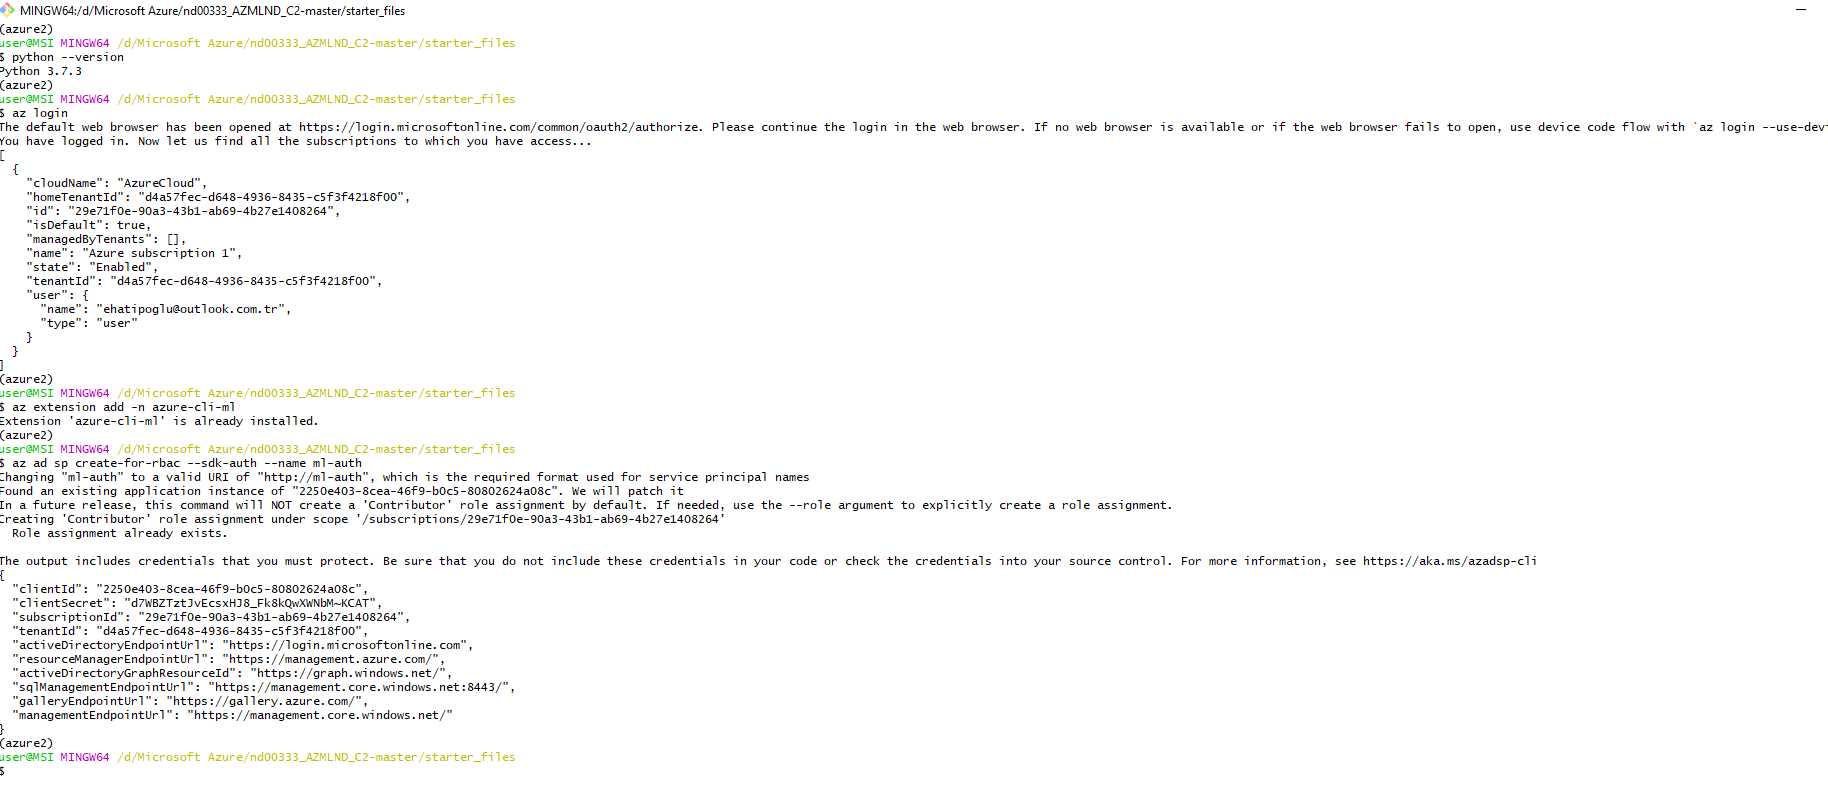 MINGW64:/d/Microsoft Azure/nd00333_AZMLND_C2-master/starter_files
(azure2)
user@MSI MINGW64 /d/Microsoft Azure/nd00333_AZMLND_C2-master/starter_files
$ python --version
Python 3.7.3
(azure2)
user@MSI MINGW64 /d/Microsoft Azure/nd00333_AZMLND_C2-master/starter_files
$ az login
The default web browser has been opened at https://login.microsoftonline.com/common/oauth2/authorize. Please continue the login in the web browser. If no web browser is available or if the web browser fails to open, use device code flow with `az login --use-dev
You have logged in. Now let us find all the subscriptions to which you have access...
[
  {
    "cloudName": "AzureCloud",
    "homeTenantId": "d4a57fec-d648-4936-8435-c5f3f4218f00",
    "id": "29e71f0e-90a3-43b1-ab69-4b27e1408264",
    "isDefault": true,
    "managedByTenants": [],
    "name": "Azure subscription 1",
    "state": "Enabled",
    "tenantId": "d4a57fec-d648-4936-8435-c5f3f4218f00",
    "user": {
      "name": "ehatipoglu@outlook.com.tr",
      "type": "user"
    }
  }
]
(azure2)
user@MSI MINGW64 /d/Microsoft Azure/nd00333_AZMLND_C2-master/starter_files
$ az extension add -n azure-cli-ml
Extension 'azure-cli-ml' is already installed.
(azure2)
user@MSI MINGW64 /d/Microsoft Azure/nd00333_AZMLND_C2-master/starter_files
$ az ad sp create-for-rbac --sdk-auth --name ml-auth
Changing "ml-auth" to a valid URI of "http://ml-auth", which is the required format used for service principal names
Found an existing application instance of "2250e403-8cea-46f9-b0c5-80802624a08c". We will patch it
In a future release, this command will NOT create a 'Contributor' role assignment by default. If needed, use the --role argument to explicitly create a role assignment.
Creating 'Contributor' role assignment under scope '/subscriptions/29e71f0e-90a3-43b1-ab69-4b27e1408264'
  Role assignment already exists.

The output includes credentials that you must protect. Be sure that you do not include these credentials in your code or check the credentials into your source control. For more information, see https://aka.ms/azadsp-cli
{
  "clientId": "2250e403-8cea-46f9-b0c5-80802624a08c",
  "clientSecret": "d7WBZTztJvEcsxHJ8_Fk8kQwXWNbM~KCAT",
  "subscriptionId": "29e71f0e-90a3-43b1-ab69-4b27e1408264",
  "tenantId": "d4a57fec-d648-4936-8435-c5f3f4218f00",
  "activeDirectoryEndpointUrl": "https://login.microsoftonline.com",
  "resourceManagerEndpointUrl": "https://management.azure.com/",
  "activeDirectoryGraphResourceId": "https://graph.windows.net/",
  "sqlManagementEndpointUrl": "https://management.core.windows.net:8443/",
  "galleryEndpointUrl": "https://gallery.azure.com/",
  "managementEndpointUrl": "https://management.core.windows.net/"
}
(azure2)
user@MSI MINGW64 /d/Microsoft Azure/nd00333_AZMLND_C2-master/starter_files
$